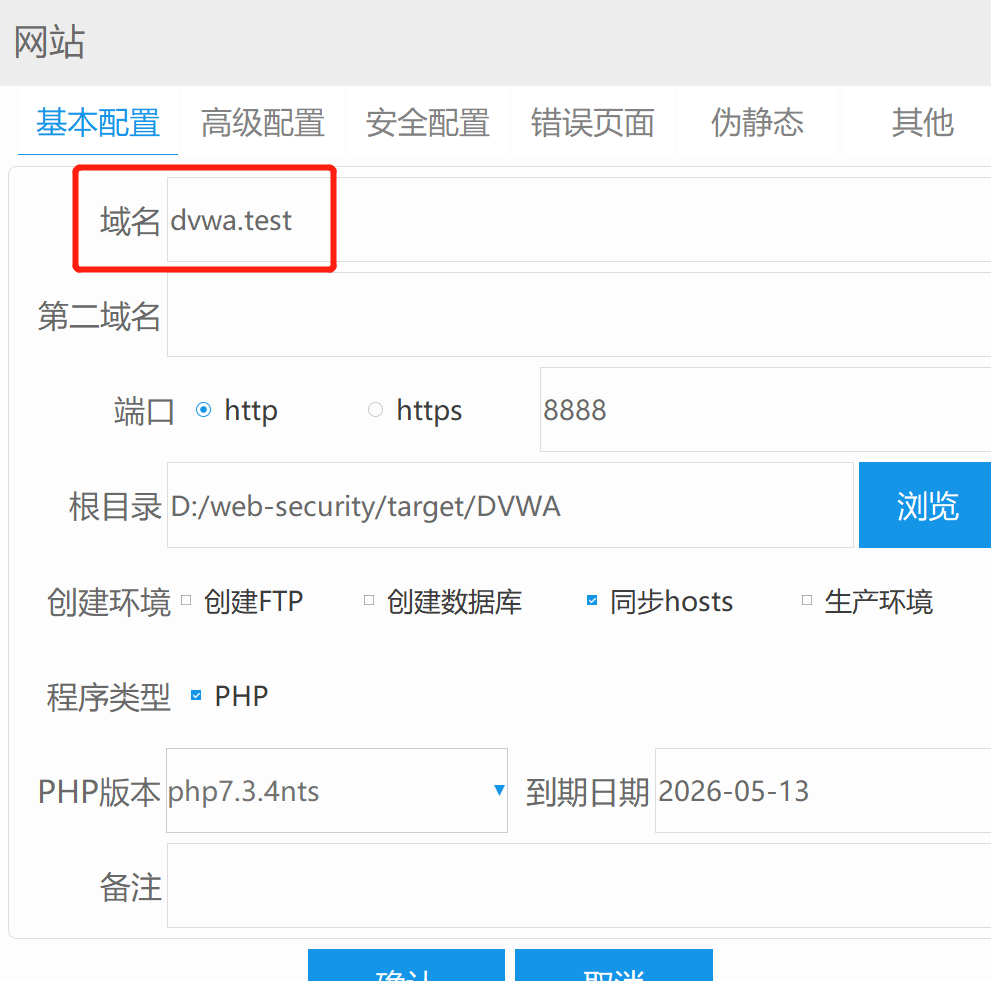 网站
基本配置 高级配置 安全配置 错误页面 伪静态 其他
域名 dvwa.test
第二域名
端口 http https 8888
根目录 D:/web-security/target/DVWA 浏览
创建环境 创建FTP 创建数据库 同步hosts 生产环境
程序类型 PHP
PHP版本 php7.3.4nts 到期日期 2026-05-13
备注
确认 取消